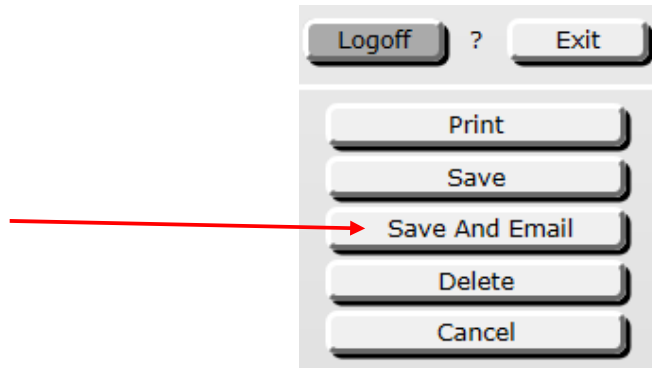 Logoff ? Exit
Print
Save
Save And Email
Delete
Cancel